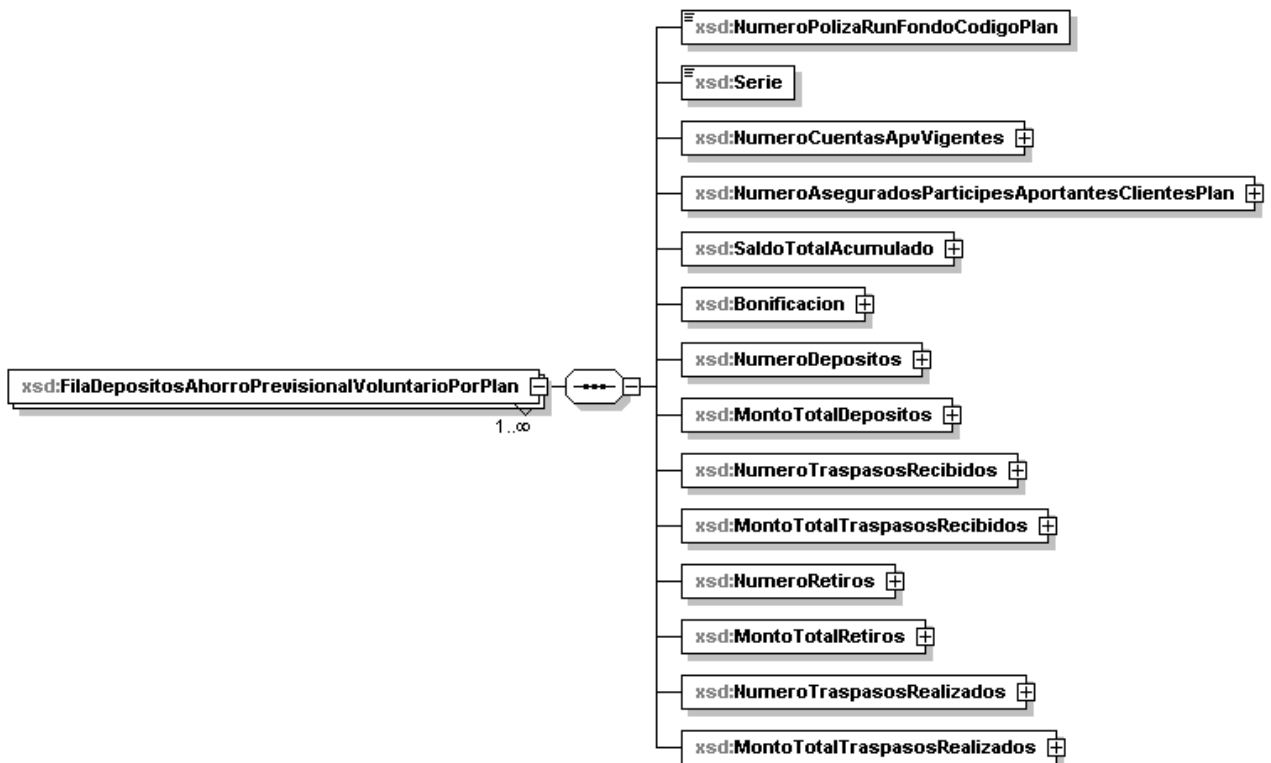 xsd:NumeroPolizaRunFondoCodigoPlan
xsd:Serie
xsd:NumeroCuentasApvVigentes
xsd:NumeroAseguradosParticipesAportantesClientesPlan
xsd:SaldoTotalAcumulado
xsd:Bonificacion
xsd:NumeroDepositos
xsd:FilaDepositosAhorroPrevisionalVoluntarioPorPlan
1..∞
xsd:MontoTotalDepositos
xsd:NumeroTraspasosRecibidos
xsd:MontoTotalTraspasosRecibidos
xsd:NumeroRetiros
xsd:MontoTotalRetiros
xsd:NumeroTraspasosRealizados
xsd:MontoTotalTraspasosRealizados